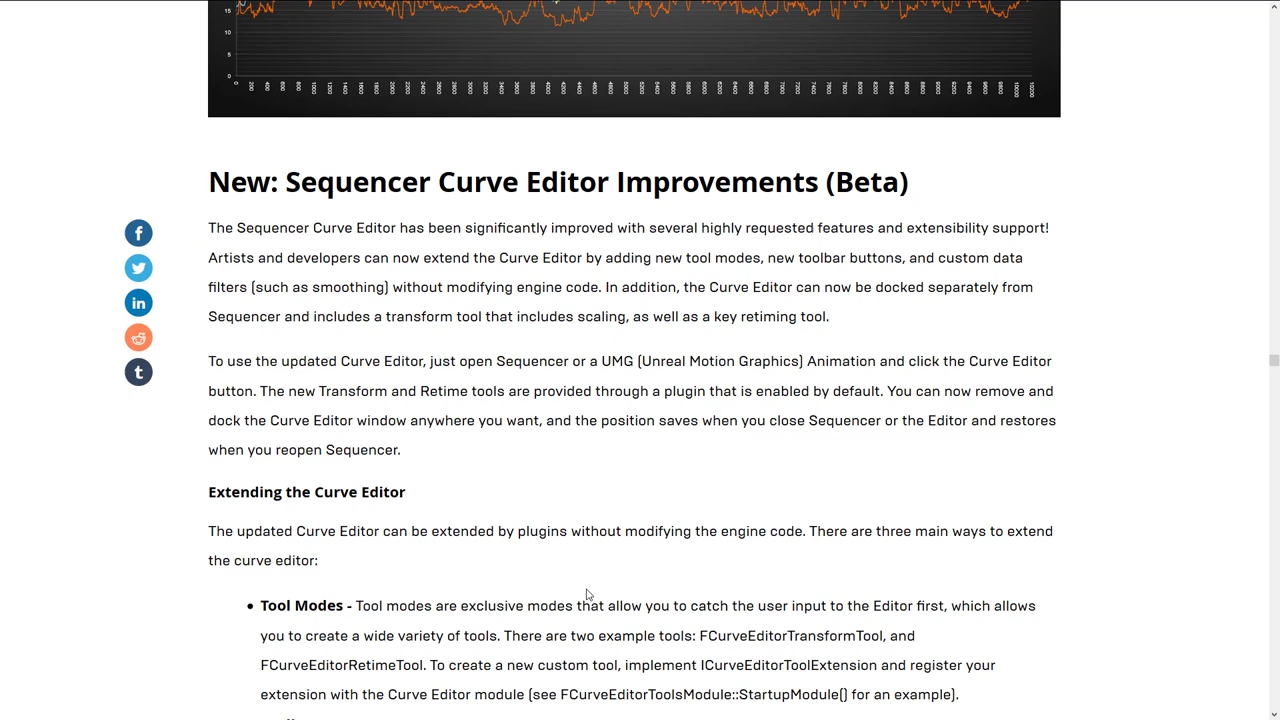 15
10
5
0
New: Sequencer Curve Editor Improvements (Beta)
The Sequencer Curve Editor has been significantly improved with several highly requested features and extensibility support!
Artists and developers can now extend the Curve Editor by adding new tool modes, new toolbar buttons, and custom data
filters (such as smoothing) without modifying engine code. In addition, the Curve Editor can now be docked separately from
Sequencer and includes a transform tool that includes scaling, as well as a key retiming tool.
To use the updated Curve Editor, just open Sequencer or a UMG (Unreal Motion Graphics) Animation and click the Curve Editor
button. The new Transform and Retime tools are provided through a plugin that is enabled by default. You can now remove and
dock the Curve Editor window anywhere you want, and the position saves when you close Sequencer or the Editor and restores
when you reopen Sequencer.
Extending the Curve Editor
The updated Curve Editor can be extended by plugins without modifying the engine code. There are three main ways to extend
the curve editor:
• Tool Modes - Tool modes are exclusive modes that allow you to catch the user input to the Editor first, which allows
you to create a wide variety of tools. There are two example tools: FCurveEditorTransformTool, and
FCurveEditorRetimeTool. To create a new custom tool, implement ICurveEditorToolExtension and register your
extension with the Curve Editor module (see FCurveEditorToolsModule::StartupModule() for an example).